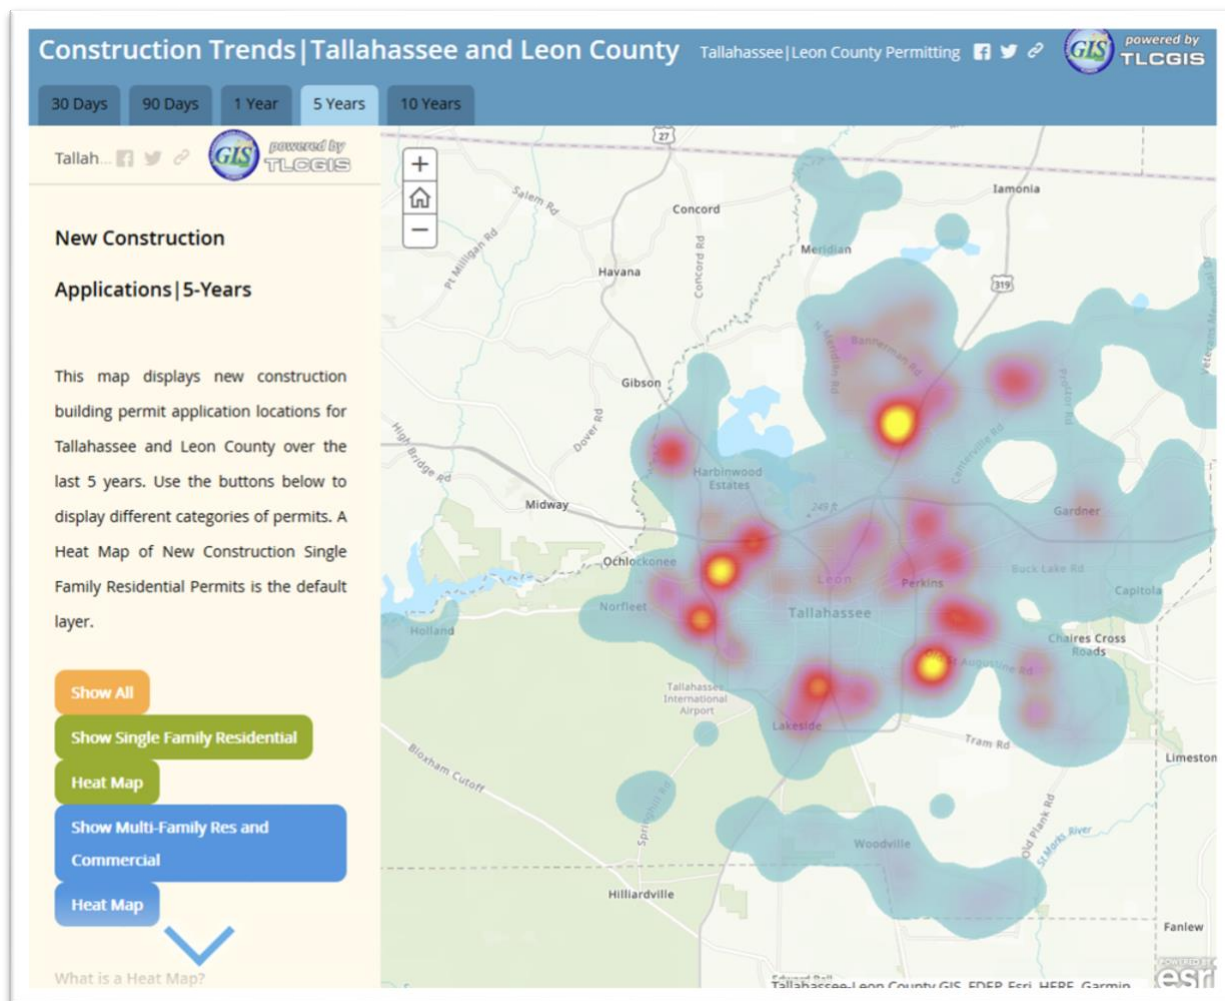 Construction Trends|Tallahassee and Leon County
Tallahassee|Leon County Permitting
GIS
powered by
TLCGIS
30 Days
90 Days
1 Year
5 Years
10 Years
Tallah...
GIS
powered by
TLCGIS
New Construction
Applications|5-Years
This map displays new construction
building permit application locations for
Tallahassee and Leon County over the
last 5 years. Use the buttons below to
display different categories of permits. A
Heat Map of New Construction Single
Family Residential Permits is the default
layer.
Show All
Show Single Family Residential
Heat Map
Show Multi-Family Res and
Commercial
Heat Map
What is a Heat Map?
+
−
27
Salem Rd
Concord
Iamonia
Pt Milligan Rd
Concord Rd
Meridian
Havana
319
N Meridian Rd
Bannerman Rd
Gibson
Proctor Rd
Dover Rd
High Bridge Rd
Centerville Rd
Harbinwood
Estates
Midway
249 ft
Gardner
Ochlockonee
Leon
Perkins
Buck Lake Rd
Capitola
Norfleet
Tallahassee
Holland
Chaires Cross
Roads
St Augustine Rd
Tallahassee
International
Airport
Lakeside
Tram Rd
Bloxham Cutoff
Limeston
Springhill Rd
Old Plank Rd
St Marks River
Woodville
Hilliardville
Fanlew
POWERED BY
esri
Tallahassee-Leon County GIS, FDEP, Esri, HERE, Garmin,